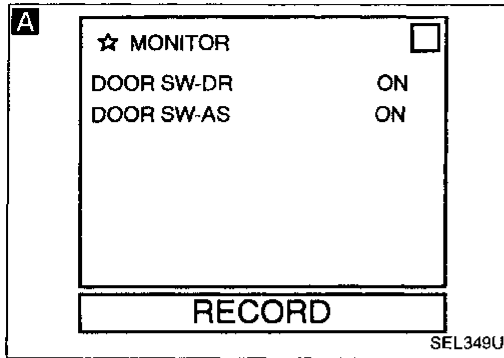 A
☆ MONITOR
DOOR SW-DR ON
DOOR SW-AS ON
RECORD
SEL349U